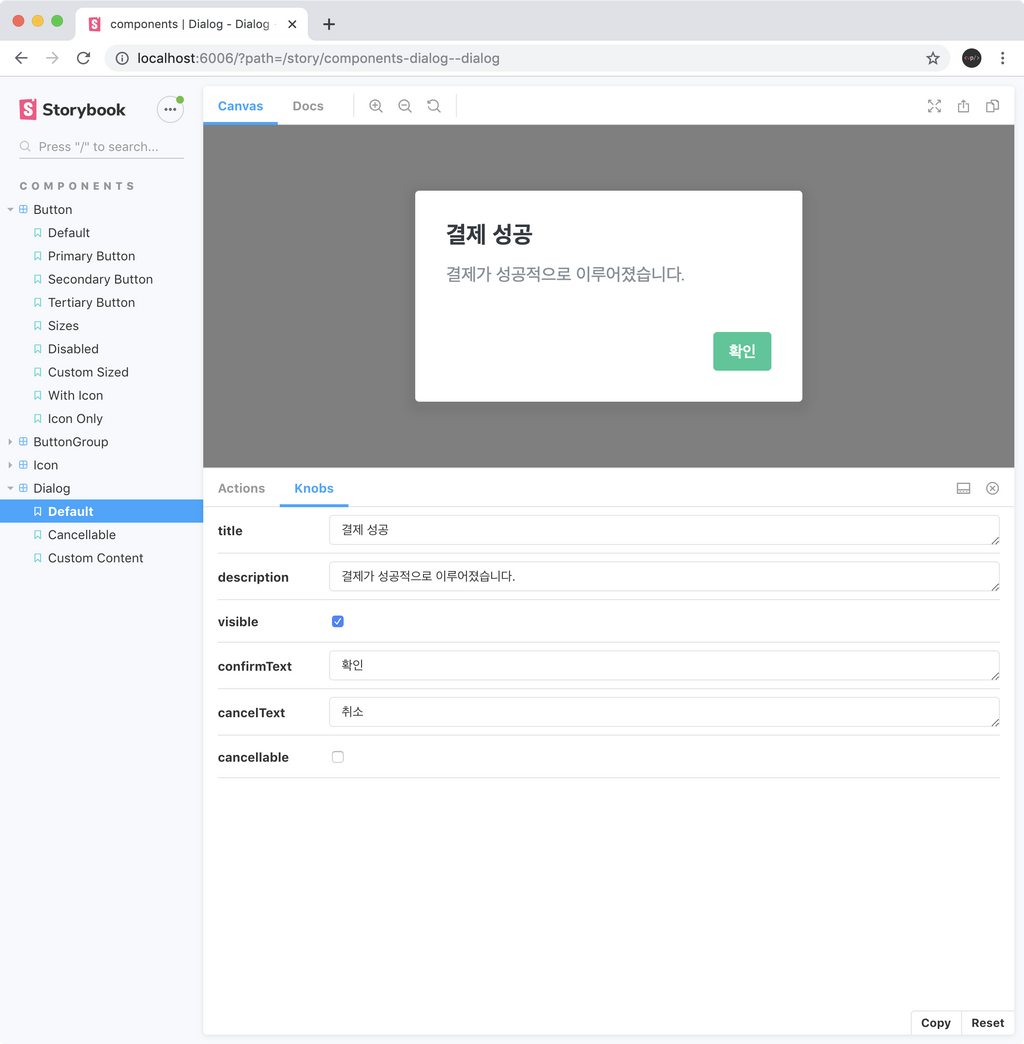 components | Dialog - Dialog
localhost:6006/?path=/story/components-dialog--dialog
Storybook
Press "/" to search...
COMPONENTS
Button
Default
Primary Button
Secondary Button
Tertiary Button
Sizes
Disabled
Custom Sized
With Icon
Icon Only
ButtonGroup
Icon
Dialog
Default
Cancellable
Custom Content
Canvas
Docs
결제 성공
결제가 성공적으로 이루어졌습니다.
확인
Actions
Knobs
title
결제 성공
description
결제가 성공적으로 이루어졌습니다.
visible
confirmText
확인
cancelText
취소
cancellable
Copy
Reset